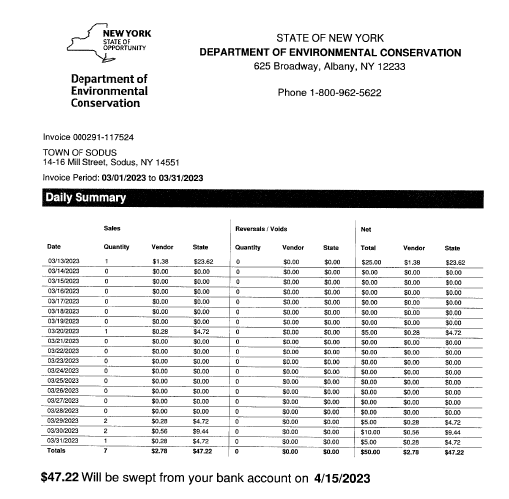 NEW YORK
STATE OF
OPPORTUNITY
Department of
Environmental
Conservation
STATE OF NEW YORK
DEPARTMENT OF ENVIRONMENTAL CONSERVATION
625 Broadway, Albany, NY 12233
Phone 1-800-962-5622
Invoice 000291-117524
TOWN OF SODUS
14-16 Mill Street, Sodus, NY 14551
Invoice Period: 03/01/2023 to 03/31/2023
Daily Summary
Sales Reversals / Voids Net
Date Quantity Vendor State Quantity Vendor State Total Vendor State
03/13/2023 1 $1.38 $23.62 0 $0.00 $0.00 $25.00 $1.38 $23.62
03/14/2023 0 $0.00 $0.00 0 $0.00 $0.00 $0.00 $0.00 $0.00
03/15/2023 0 $0.00 $0.00 0 $0.00 $0.00 $0.00 $0.00 $0.00
03/16/2023 0 $0.00 $0.00 0 $0.00 $0.00 $0.00 $0.00 $0.00
03/17/2023 0 $0.00 $0.00 0 $0.00 $0.00 $0.00 $0.00 $0.00
03/18/2023 0 $0.00 $0.00 0 $0.00 $0.00 $0.00 $0.00 $0.00
03/19/2023 0 $0.00 $0.00 0 $0.00 $0.00 $0.00 $0.00 $0.00
03/20/2023 1 $0.28 $4.72 0 $0.00 $0.00 $5.00 $0.28 $4.72
03/21/2023 0 $0.00 $0.00 0 $0.00 $0.00 $0.00 $0.00 $0.00
03/22/2023 0 $0.00 $0.00 0 $0.00 $0.00 $0.00 $0.00 $0.00
03/23/2023 0 $0.00 $0.00 0 $0.00 $0.00 $0.00 $0.00 $0.00
03/24/2023 0 $0.00 $0.00 0 $0.00 $0.00 $0.00 $0.00 $0.00
03/25/2023 0 $0.00 $0.00 0 $0.00 $0.00 $0.00 $0.00 $0.00
03/26/2023 0 $0.00 $0.00 0 $0.00 $0.00 $0.00 $0.00 $0.00
03/27/2023 0 $0.00 $0.00 0 $0.00 $0.00 $0.00 $0.00 $0.00
03/28/2023 0 $0.00 $0.00 0 $0.00 $0.00 $0.00 $0.00 $0.00
03/29/2023 2 $0.28 $4.72 0 $0.00 $0.00 $5.00 $0.28 $4.72
03/30/2023 2 $0.56 $9.44 0 $0.00 $0.00 $10.00 $0.56 $9.44
03/31/2023 1 $0.28 $4.72 0 $0.00 $0.00 $5.00 $0.28 $4.72
Totals 7 $2.78 $47.22 0 $0.00 $0.00 $50.00 $2.78 $47.22
$47.22 Will be swept from your bank account on 4/15/2023